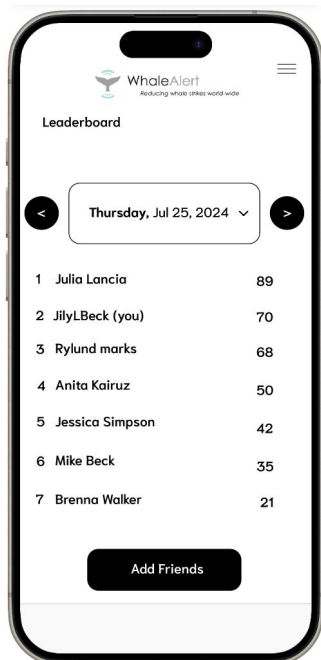 WhaleAlert
Reducing whale strikes world-wide
Leaderboard
< Thursday, Jul 25, 2024 >
1 Julia Lancia 89
2 JilyLBeck (you) 70
3 Rylund marks 68
4 Anita Kairuz 50
5 Jessica Simpson 42
6 Mike Beck 35
7 Brenna Walker 21
Add Friends